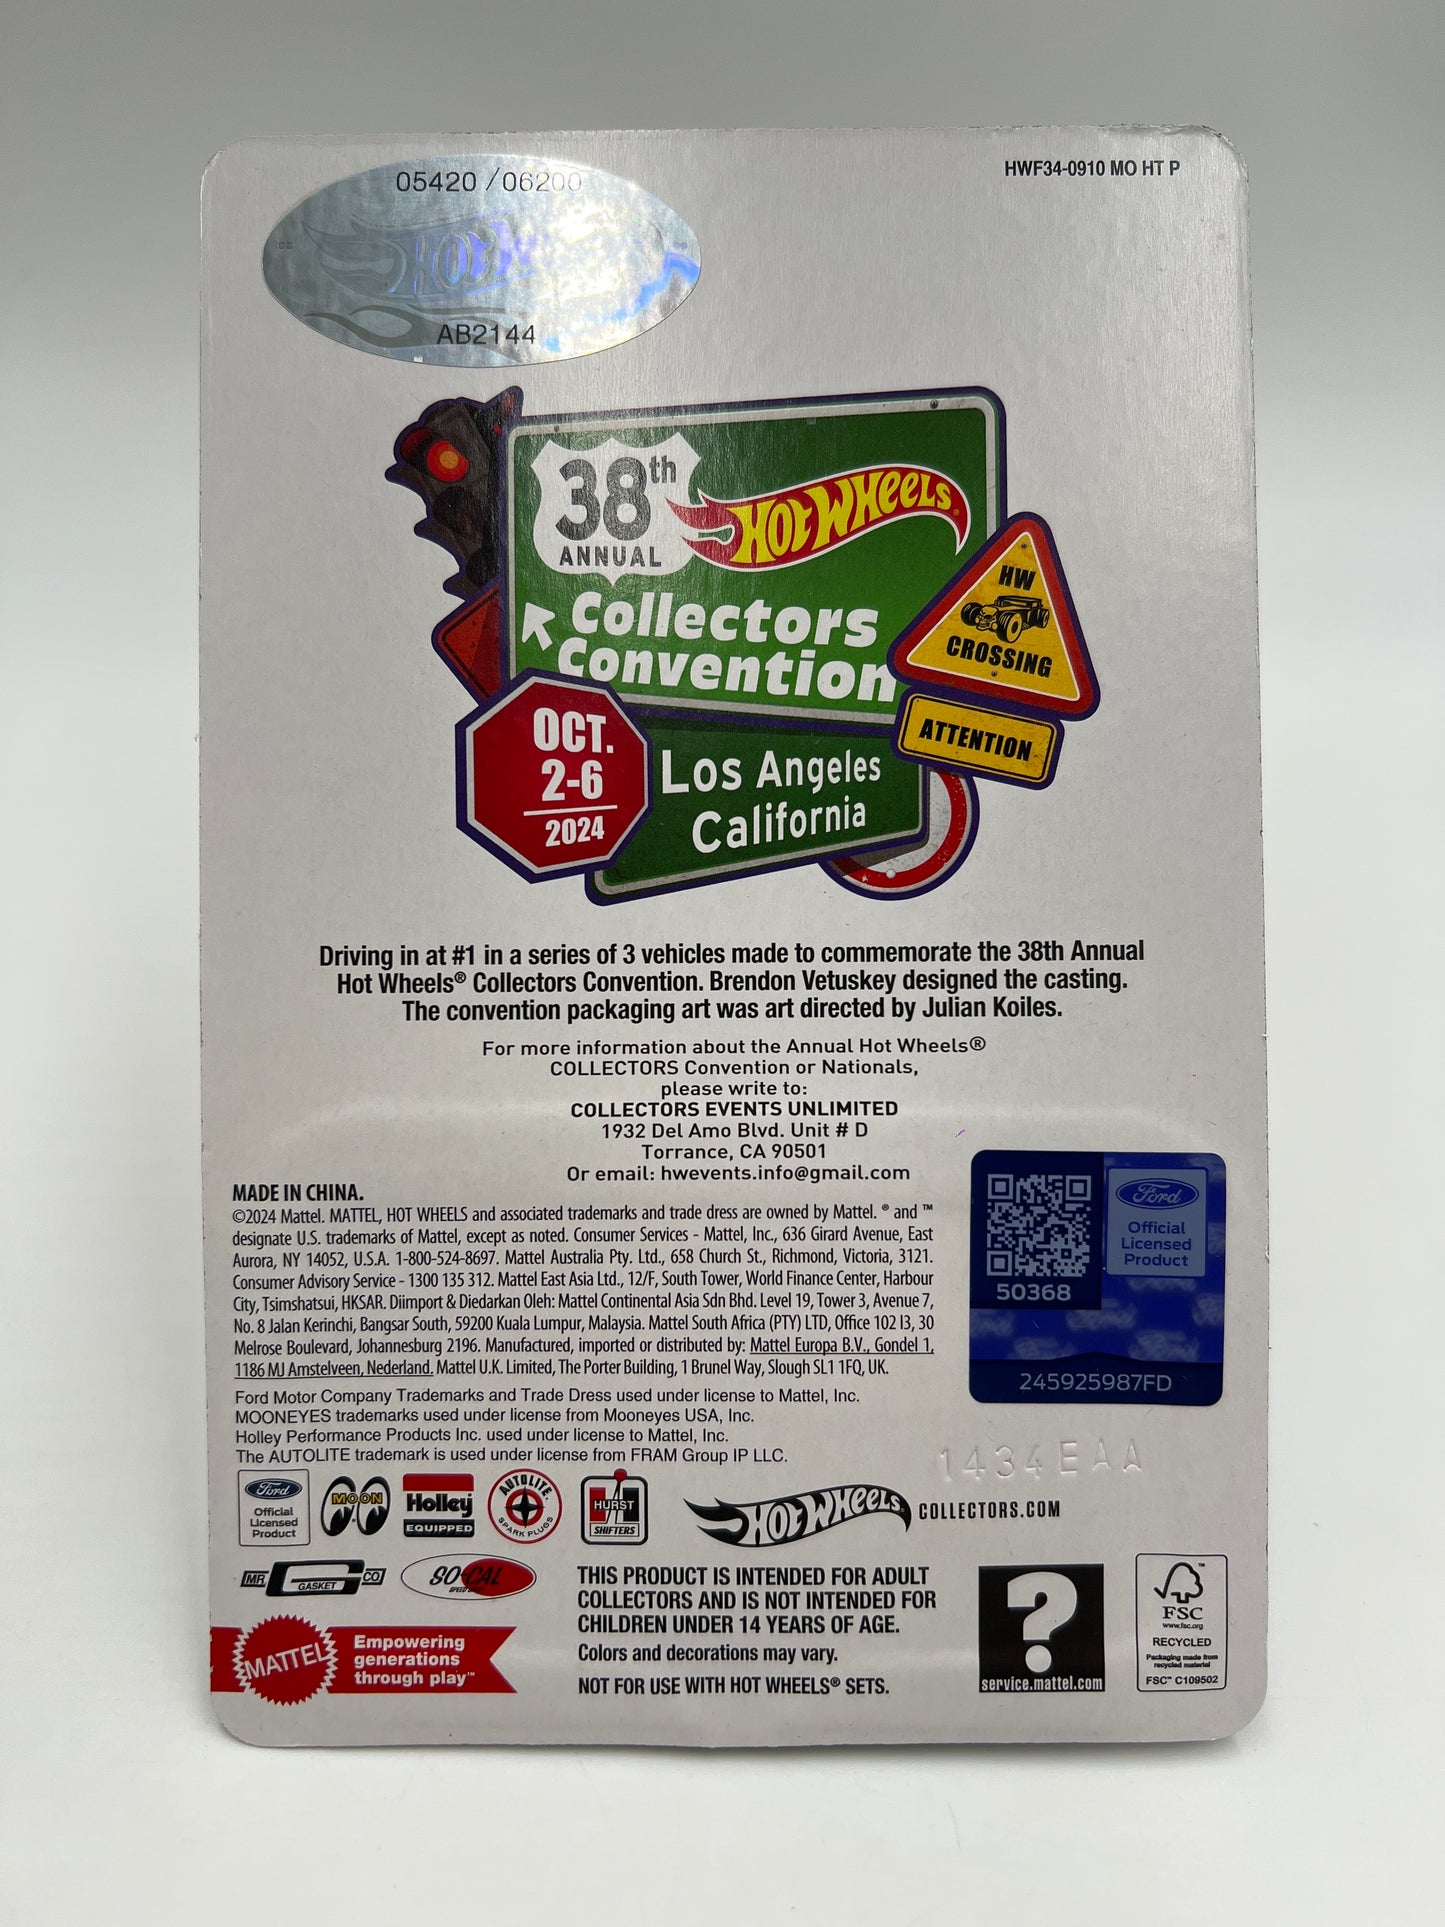 05420 /06200
HOT W
AB2144
HWF34-0910 MO HT P
38th
ANNUAL
HOT WHEELS®
Collectors
Convention
HW
CROSSING
ATTENTION
OCT.
2-6
2024
Los Angeles
California
Driving in at #1 in a series of 3 vehicles made to commemorate the 38th Annual
Hot Wheels® Collectors Convention. Brendon Vetuskey designed the casting.
The convention packaging art was art directed by Julian Koiles.
For more information about the Annual Hot Wheels®
COLLECTORS Convention or Nationals,
please write to:
COLLECTORS EVENTS UNLIMITED
1932 Del Amo Blvd. Unit # D
Torrance, CA 90501
Or email: hwevents.info@gmail.com
MADE IN CHINA.
©2024 Mattel. MATTEL, HOT WHEELS and associated trademarks and trade dress are owned by Mattel. ® and ™
designate U.S. trademarks of Mattel, except as noted. Consumer Services - Mattel, Inc., 636 Girard Avenue, East
Aurora, NY 14052, U.S.A. 1-800-524-8697. Mattel Australia Pty. Ltd., 658 Church St., Richmond, Victoria, 3121.
Consumer Advisory Service - 1300 135 312. Mattel East Asia Ltd., 12/F, South Tower, World Finance Center, Harbour
City, Tsimshatsui, HKSAR. Diimport & Diedarkan Oleh: Mattel Continental Asia Sdn Bhd. Level 19, Tower 3, Avenue 7,
No. 8 Jalan Kerinchi, Bangsar South, 59200 Kuala Lumpur, Malaysia. Mattel South Africa (PTY) LTD, Office 102 I3, 30
Melrose Boulevard, Johannesburg 2196. Manufactured, imported or distributed by: Mattel Europa B.V., Gondel 1,
1186 MJ Amstelveen, Nederland. Mattel U.K. Limited, The Porter Building, 1 Brunel Way, Slough SL1 1FQ, UK.
Ford Motor Company Trademarks and Trade Dress used under license to Mattel, Inc.
MOONEYES trademarks used under license from Mooneyes USA, Inc.
Holley Performance Products Inc. used under license to Mattel, Inc.
The AUTOLITE trademark is used under license from FRAM Group IP LLC.
Ford
Official
Licensed
Product
50368
245925987FD
1434EAA
Ford
Official
Licensed
Product
MOON
Holley
EQUIPPED
AUTOLITE.
SPARK PLUGS
HURST
SHIFTERS
HOT WHEELS® COLLECTORS.COM
MR GASKET CO
SO-CAL
SPEED SHOP
MATTEL
Empowering
generations
through play™
THIS PRODUCT IS INTENDED FOR ADULT
COLLECTORS AND IS NOT INTENDED FOR
CHILDREN UNDER 14 YEARS OF AGE.
Colors and decorations may vary.
NOT FOR USE WITH HOT WHEELS® SETS.
?
service.mattel.com
FSC™
www.fsc.org
RECYCLED
Packaging made from
recycled material
FSC™ C109502